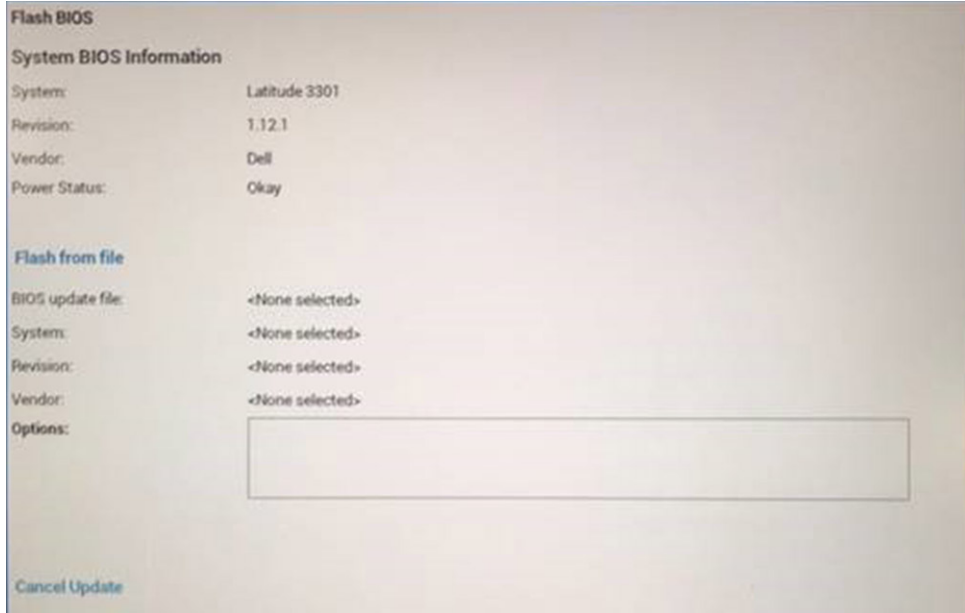 Flash BIOS
System BIOS Information
System: Latitude 3301
Revision: 1.12.1
Vendor: Dell
Power Status: Okay
Flash from file
BIOS update file: <None selected>
System: <None selected>
Revision: <None selected>
Vendor: <None selected>
Options:
Cancel Update